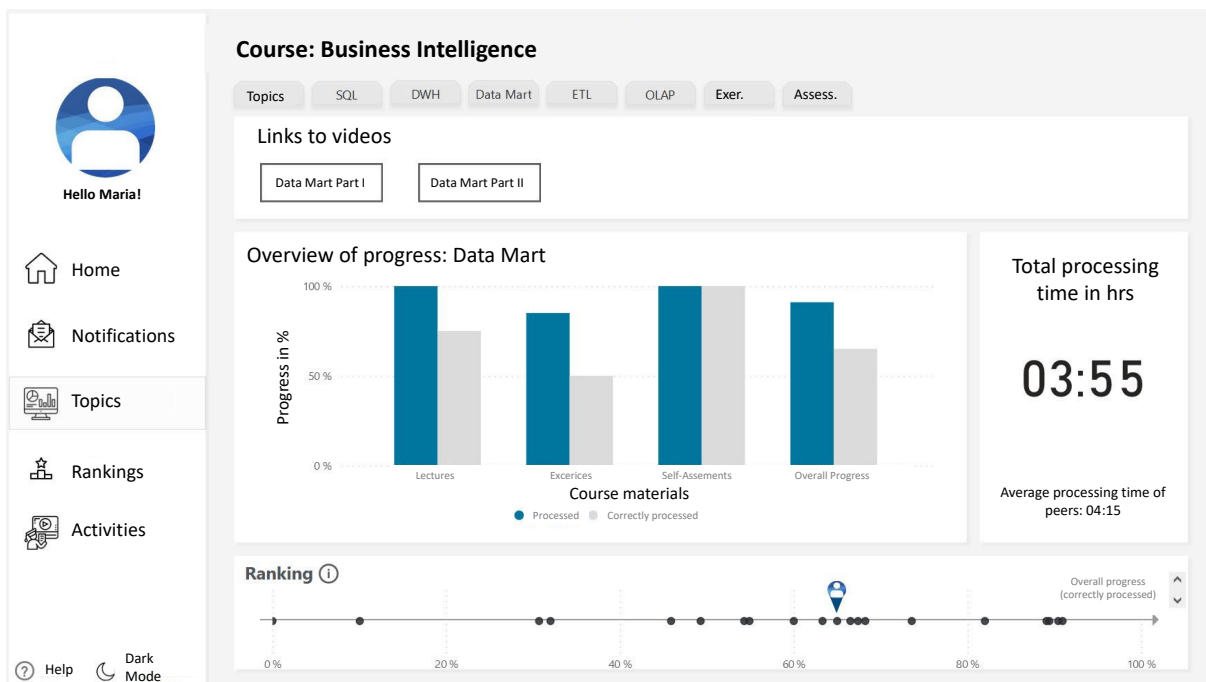 Course: Business Intelligence
Topics SQL DWH Data Mart ETL OLAP Exer. Assess.
Links to videos
Data Mart Part I Data Mart Part II
Hello Maria!
Home
Notifications
Topics
Rankings
Activities
Help
Dark
Mode
Overview of progress: Data Mart
100 %
50 %
0 %
Progress in %
Lectures Excerices Self-Assements Overall Progress
Course materials
Processed Correctly processed
Total processing
time in hrs
03:55
Average processing time of
peers: 04:15
Ranking i
Overall progress
(correctly processed)
0 % 20 % 40 % 60 % 80 % 100 %